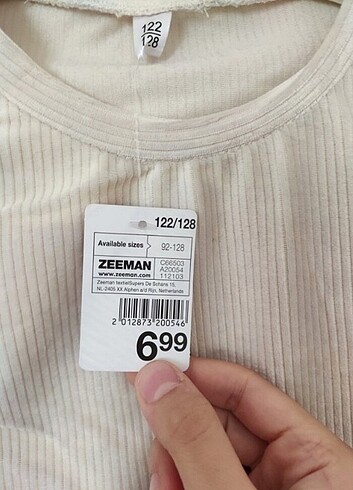 122
128
122/128
Available sizes 92-128
ZEEMAN
www.zeeman.com
C66503
A20054
112103
Zeeman textielSupers De Schans 15,
NL-2405 XX Alphen a/d Rijn, Netherlands
2 012873 200546
6.99